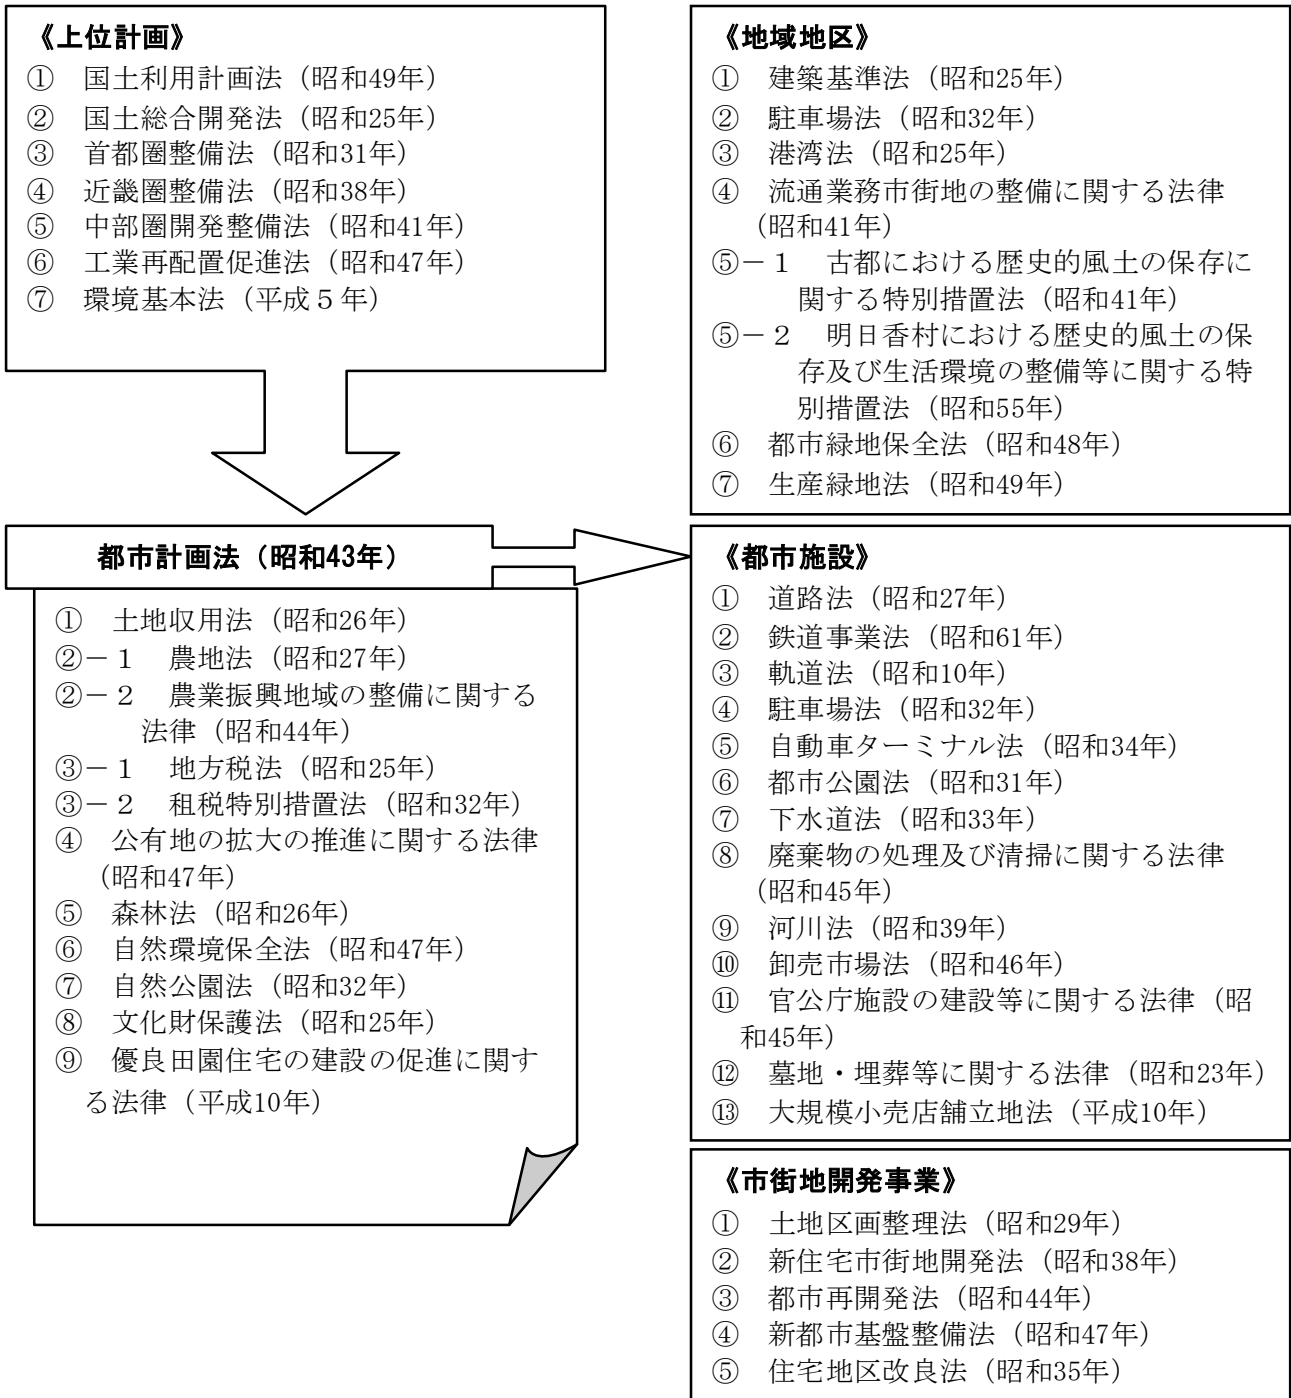 《上位計画》
① 国土利用計画法（昭和49年）
② 国土総合開発法（昭和25年）
③ 首都圏整備法（昭和31年）
④ 近畿圏整備法（昭和38年）
⑤ 中部圏開発整備法（昭和41年）
⑥ 工業再配置促進法（昭和47年）
⑦ 環境基本法（平成５年）
都市計画法（昭和43年）
① 土地収用法（昭和26年）
②－１ 農地法（昭和27年）
②－２ 農業振興地域の整備に関する
法律（昭和44年）
③－１ 地方税法（昭和25年）
③－２ 租税特別措置法（昭和32年）
④ 公有地の拡大の推進に関する法律
（昭和47年）
⑤ 森林法（昭和26年）
⑥ 自然環境保全法（昭和47年）
⑦ 自然公園法（昭和32年）
⑧ 文化財保護法（昭和25年）
⑨ 優良田園住宅の建設の促進に関す
る法律（平成10年）
《地域地区》
① 建築基準法（昭和25年）
② 駐車場法（昭和32年）
③ 港湾法（昭和25年）
④ 流通業務市街地の整備に関する法律
（昭和41年）
⑤－１ 古都における歴史的風土の保存に
関する特別措置法（昭和41年）
⑤－２ 明日香村における歴史的風土の保
存及び生活環境の整備等に関する特
別措置法（昭和55年）
⑥ 都市緑地保全法（昭和48年）
⑦ 生産緑地法（昭和49年）
《都市施設》
① 道路法（昭和27年）
② 鉄道事業法（昭和61年）
③ 軌道法（昭和10年）
④ 駐車場法（昭和32年）
⑤ 自動車ターミナル法（昭和34年）
⑥ 都市公園法（昭和31年）
⑦ 下水道法（昭和33年）
⑧ 廃棄物の処理及び清掃に関する法律
（昭和45年）
⑨ 河川法（昭和39年）
⑩ 卸売市場法（昭和46年）
⑪ 官公庁施設の建設等に関する法律（昭
和45年）
⑫ 墓地・埋葬等に関する法律（昭和23年）
⑬ 大規模小売店舗立地法（平成10年）
《市街地開発事業》
① 土地区画整理法（昭和29年）
② 新住宅市街地開発法（昭和38年）
③ 都市再開発法（昭和44年）
④ 新都市基盤整備法（昭和47年）
⑤ 住宅地区改良法（昭和35年）